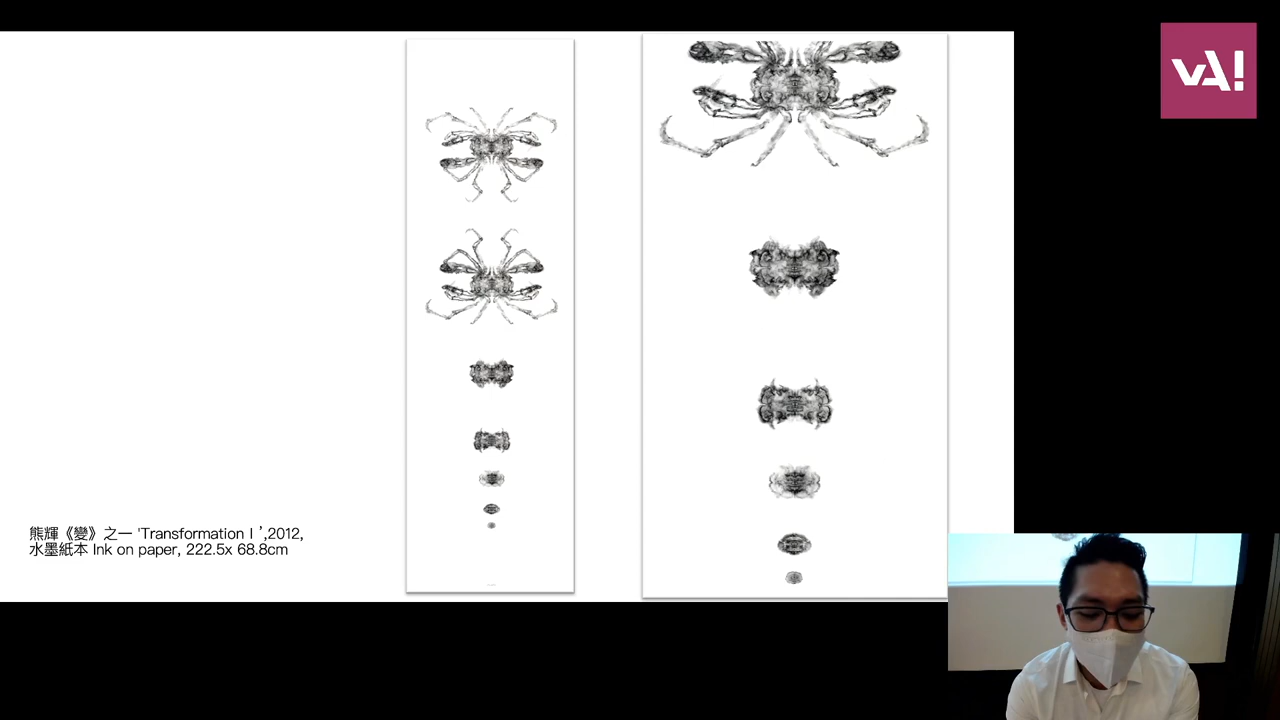 vA!
熊輝《變》之一 'Transformation I ',2012,
水墨紙本 Ink on paper, 222.5x 68.8cm